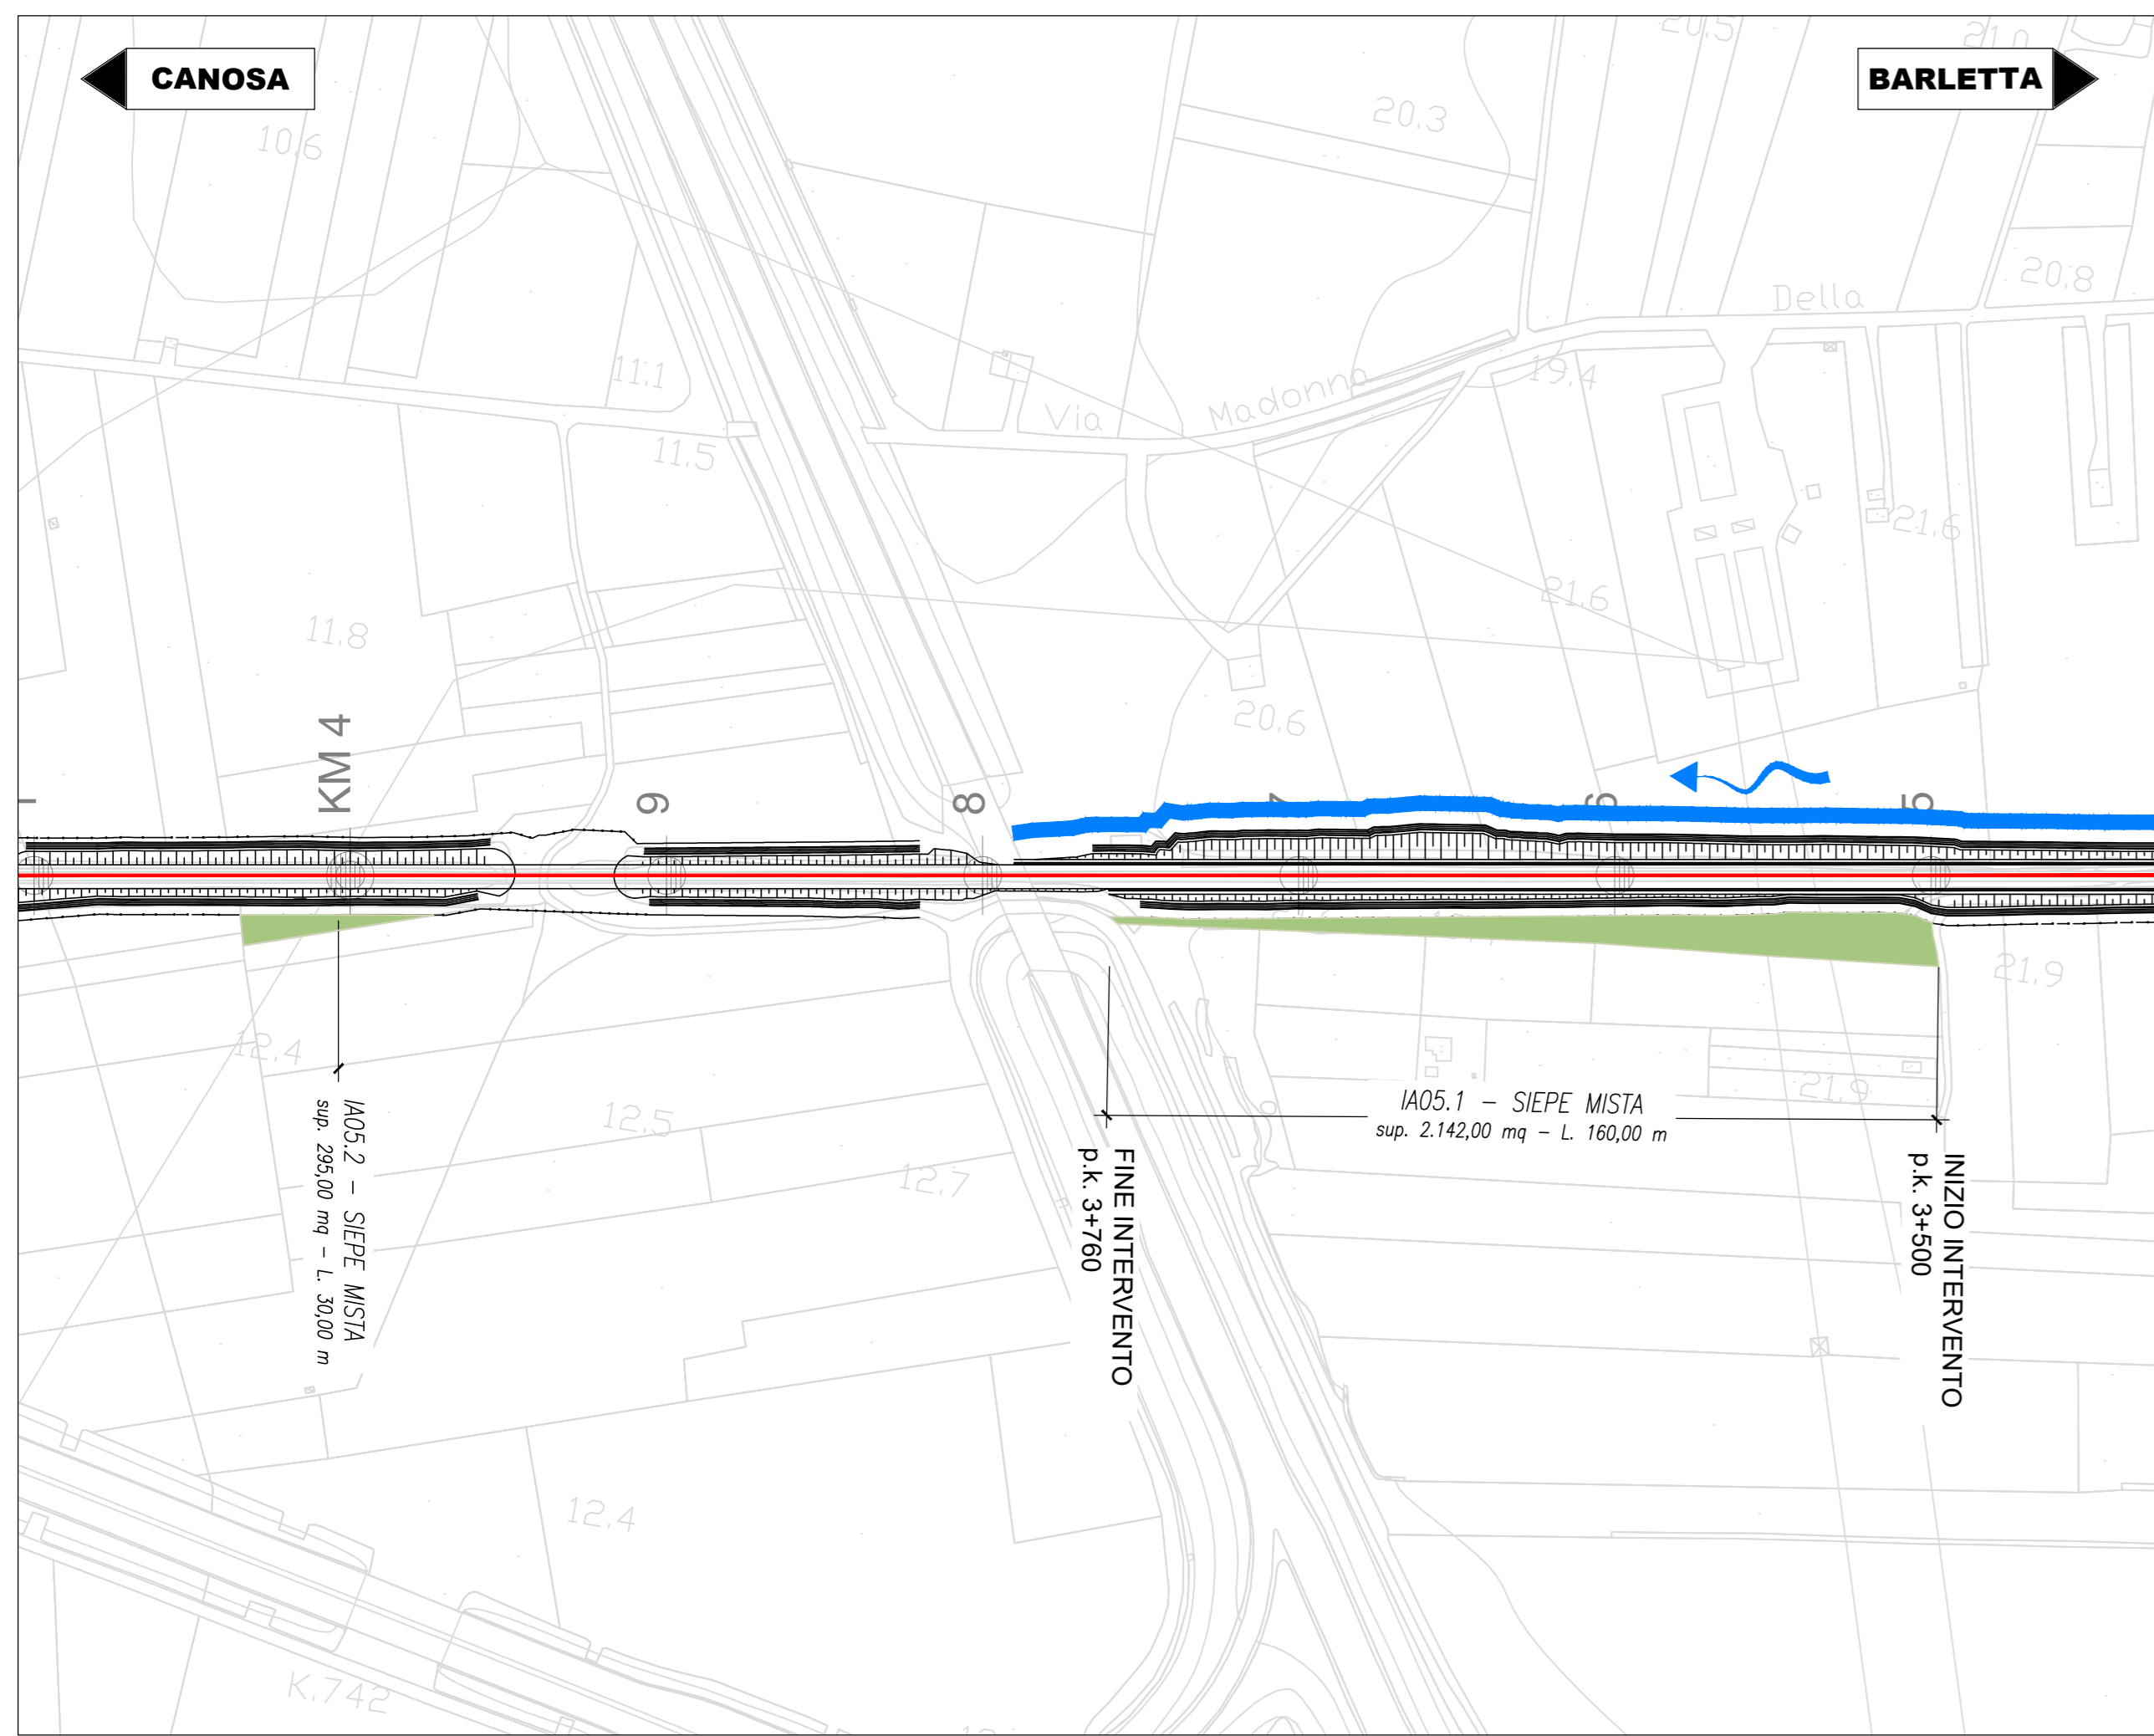 CANOSA
BARLETTA
20.5
21.0
10.6
20.3
20.8
Della
11.1
19.4
Madonna
Via
11.5
21.6
21.6
11.8
20.6
KM 4
9
8
7
6
5
21.9
12.4
21.9
12.5
IA05.1 – SIEPE MISTA
sup. 2.142,00 mq – L. 160,00 m
IA05.2 – SIEPE MISTA
sup. 295,00 mq – L. 30,00 m
FINE INTERVENTO
p.k. 3+760
INIZIO INTERVENTO
p.k. 3+500
12.7
12.4
K.742